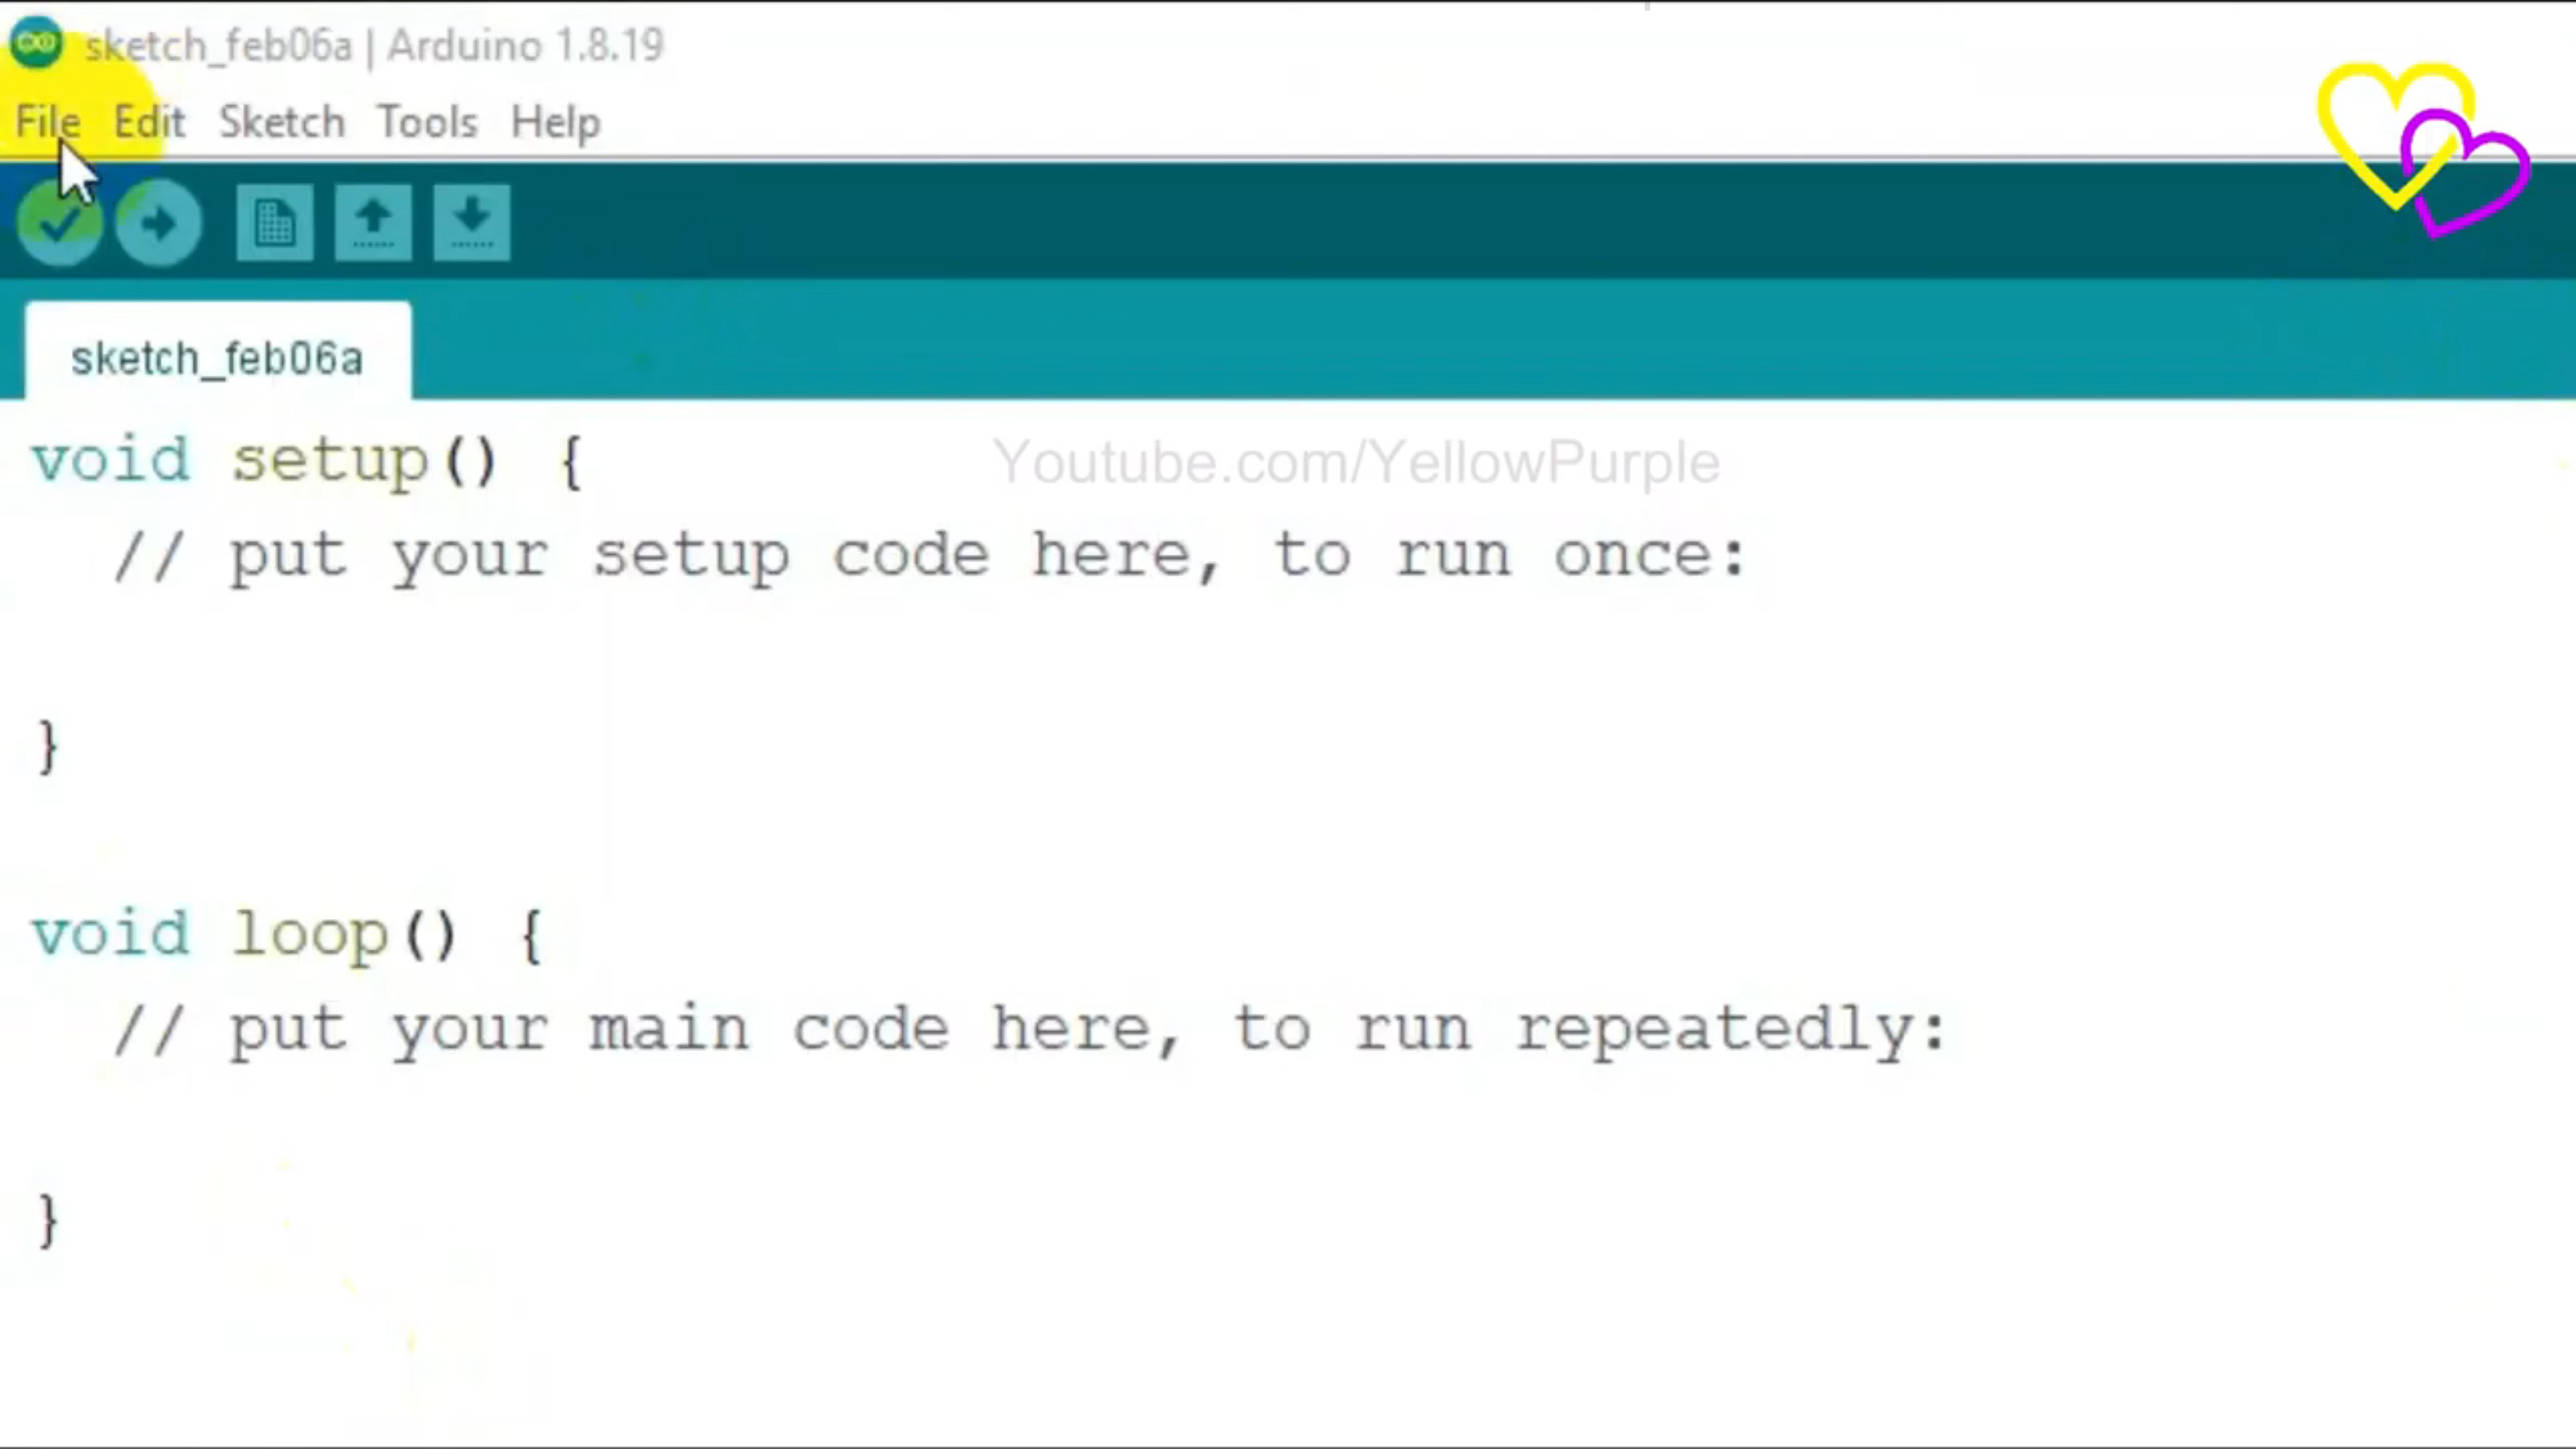 sketch_feb06a | Arduino 1.8.19
File Edit Sketch Tools Help
sketch_feb06a
void setup() {
Youtube.com/YellowPurple
// put your setup code here, to run once:
}
void loop() {
// put your main code here, to run repeatedly:
}